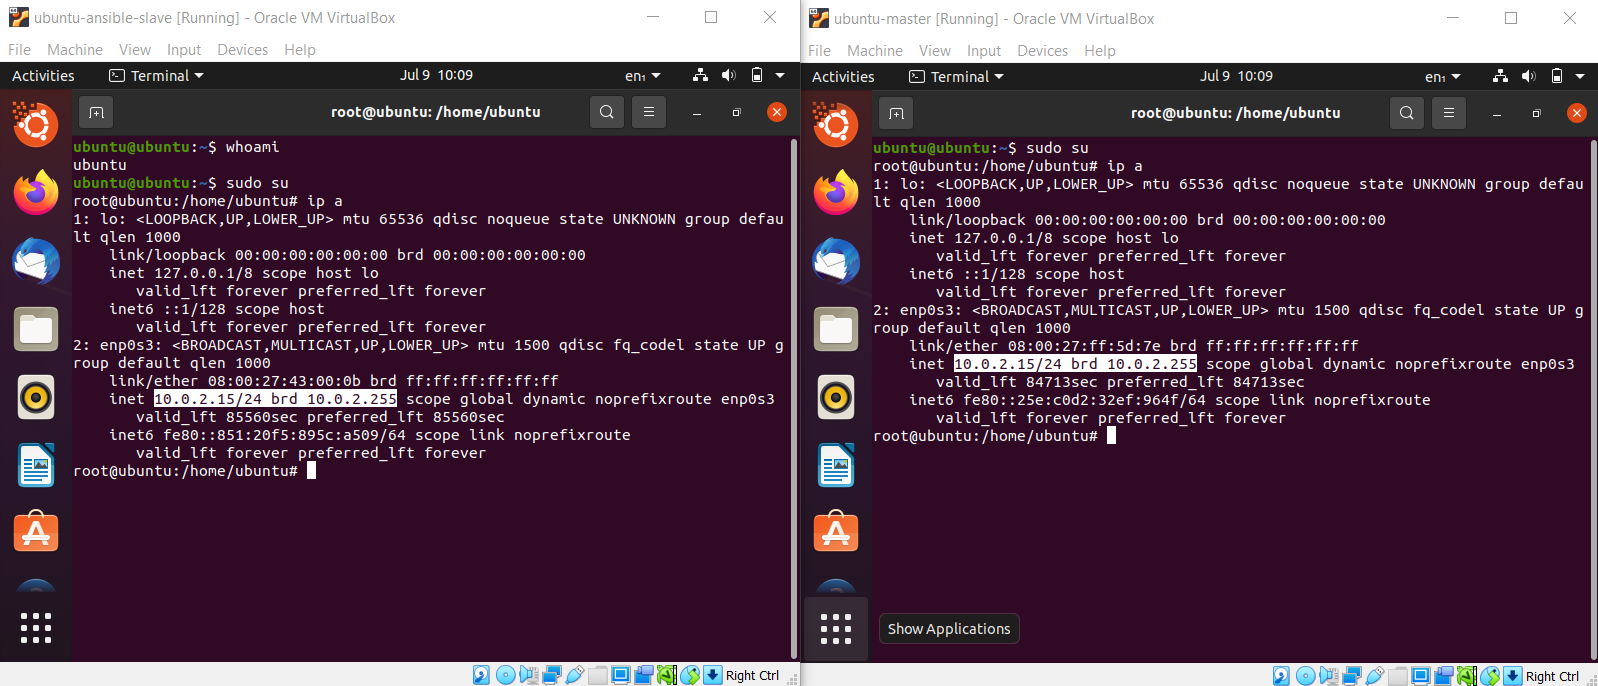 ubuntu-ansible-slave [Running] - Oracle VM VirtualBox
File Machine View Input Devices Help
Activities Terminal Jul 9 10:09 en₁
root@ubuntu: /home/ubuntu
ubuntu@ubuntu:~$ whoami
ubuntu
ubuntu@ubuntu:~$ sudo su
root@ubuntu:/home/ubuntu# ip a
1: lo: <LOOPBACK,UP,LOWER_UP> mtu 65536 qdisc noqueue state UNKNOWN group defau
lt qlen 1000
link/loopback 00:00:00:00:00:00 brd 00:00:00:00:00:00
inet 127.0.0.1/8 scope host lo
valid_lft forever preferred_lft forever
inet6 ::1/128 scope host
valid_lft forever preferred_lft forever
2: enp0s3: <BROADCAST,MULTICAST,UP,LOWER_UP> mtu 1500 qdisc fq_codel state UP g
roup default qlen 1000
link/ether 08:00:27:43:00:0b brd ff:ff:ff:ff:ff:ff
inet 10.0.2.15/24 brd 10.0.2.255 scope global dynamic noprefixroute enp0s3
valid_lft 85560sec preferred_lft 85560sec
inet6 fe80::851:20f5:895c:a509/64 scope link noprefixroute
valid_lft forever preferred_lft forever
root@ubuntu:/home/ubuntu#
Right Ctrl
ubuntu-master [Running] - Oracle VM VirtualBox
File Machine View Input Devices Help
Activities Terminal Jul 9 10:09 en₁
root@ubuntu: /home/ubuntu
ubuntu@ubuntu:~$ sudo su
root@ubuntu:/home/ubuntu# ip a
1: lo: <LOOPBACK,UP,LOWER_UP> mtu 65536 qdisc noqueue state UNKNOWN group defau
lt qlen 1000
link/loopback 00:00:00:00:00:00 brd 00:00:00:00:00:00
inet 127.0.0.1/8 scope host lo
valid_lft forever preferred_lft forever
inet6 ::1/128 scope host
valid_lft forever preferred_lft forever
2: enp0s3: <BROADCAST,MULTICAST,UP,LOWER_UP> mtu 1500 qdisc fq_codel state UP g
roup default qlen 1000
link/ether 08:00:27:ff:5d:7e brd ff:ff:ff:ff:ff:ff
inet 10.0.2.15/24 brd 10.0.2.255 scope global dynamic noprefixroute enp0s3
valid_lft 84713sec preferred_lft 84713sec
inet6 fe80::25e:c0d2:32ef:964f/64 scope link noprefixroute
valid_lft forever preferred_lft forever
root@ubuntu:/home/ubuntu#
Show Applications
Right Ctrl